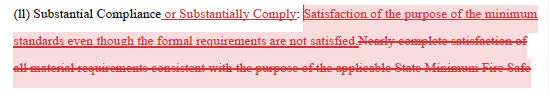 (ll) Substantial Compliance or Substantially Comply: Satisfaction of the purpose of the minimum
standards even though the formal requirements are not satisfied.Nearly complete satisfaction of
all material requirements consistent with the purpose of the applicable State Minimum Fire Safe